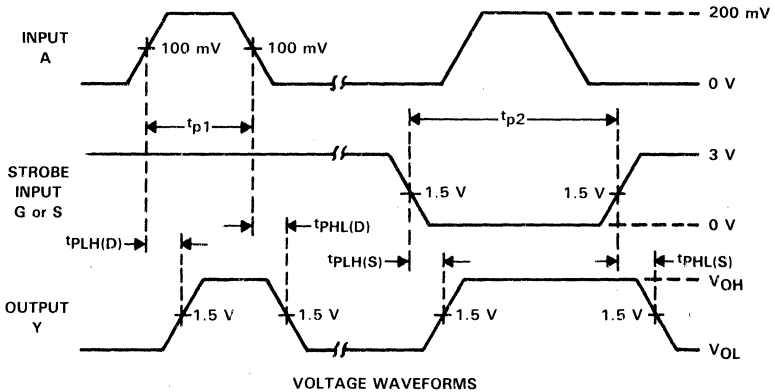 200 mV
INPUT
A
100 mV
100 mV
0 V
tp1
tp2
3 V
STROBE
INPUT
G or S
1.5 V
1.5 V
0 V
tPLH(D)
tPHL(D)
tPLH(S)
tPHL(S)
VOH
OUTPUT
Y
1.5 V
1.5 V
1.5 V
1.5 V
VOL
VOLTAGE WAVEFORMS